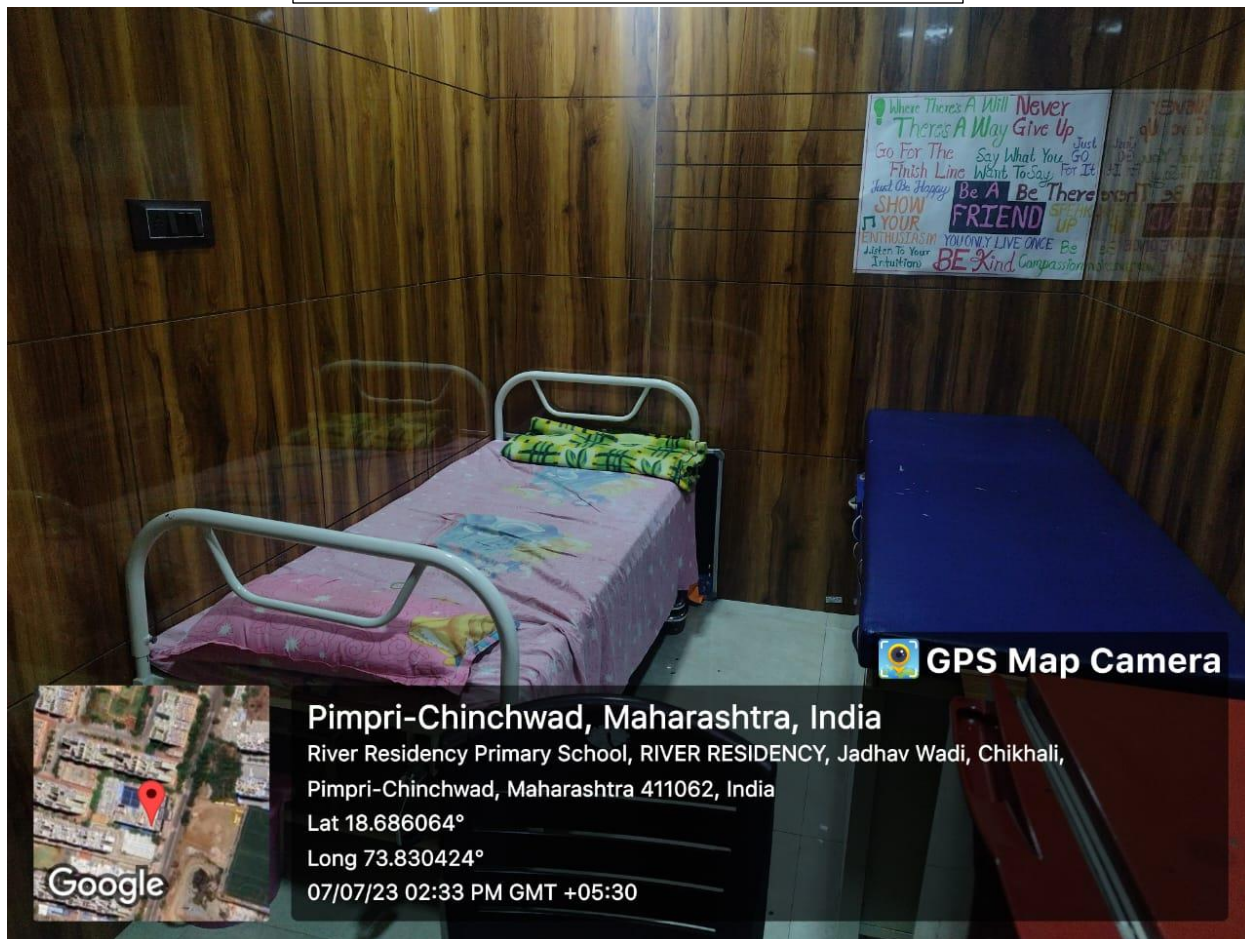 Where There's A Will
There's A Way
Never
Give Up
Go For The
Finish Line
Say What You
Want To Say
Just
GO
For It
Just Be Happy
Be A
FRIEND
Be There
SHOW
YOUR
ENTHUSIASM
SPEAK
UP
YOU ONLY LIVE ONCE
Listen To Your
Intuition
BE Kind
Be
Compassion
GPS Map Camera
Pimpri-Chinchwad, Maharashtra, India
River Residency Primary School, RIVER RESIDENCY, Jadhav Wadi, Chikhali,
Pimpri-Chinchwad, Maharashtra 411062, India
Lat 18.686064°
Long 73.830424°
07/07/23 02:33 PM GMT +05:30
Google